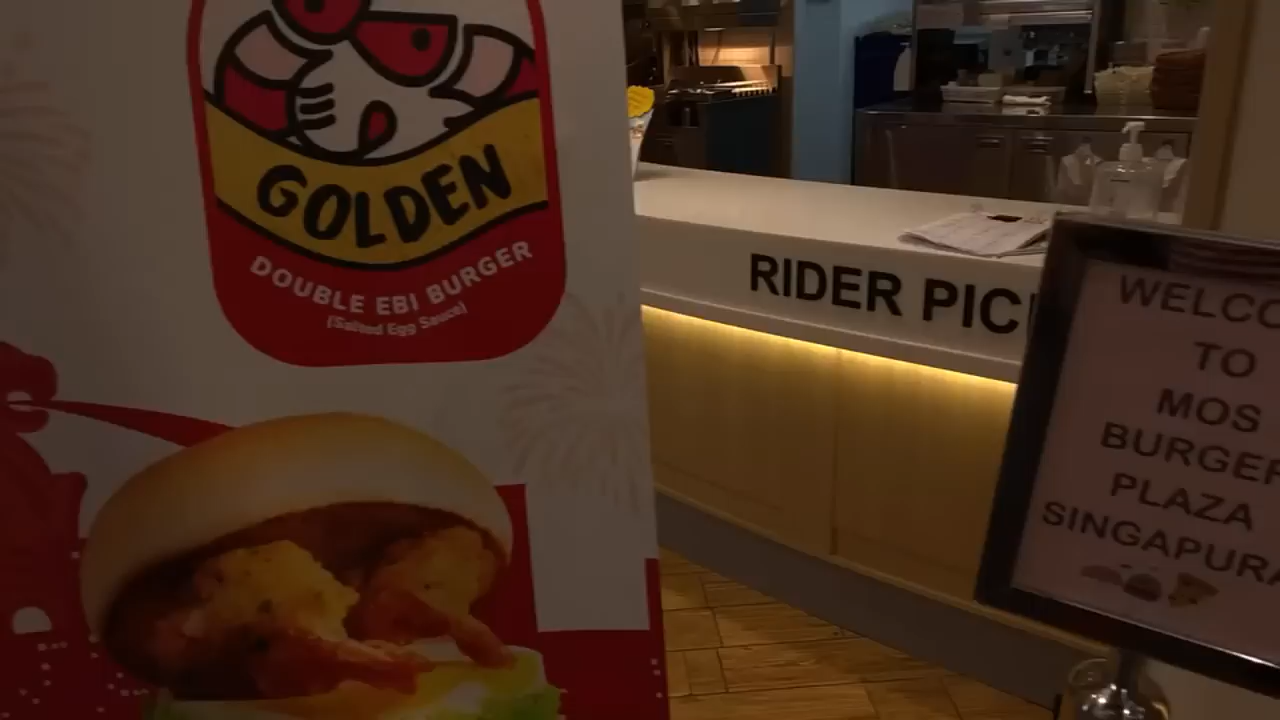 GOLDEN
DOUBLE EBI BURGER
(Salted Egg Sauce)
RIDER PIC
WELCO
TO
MOS
BURGER
PLAZA
SINGAPURA